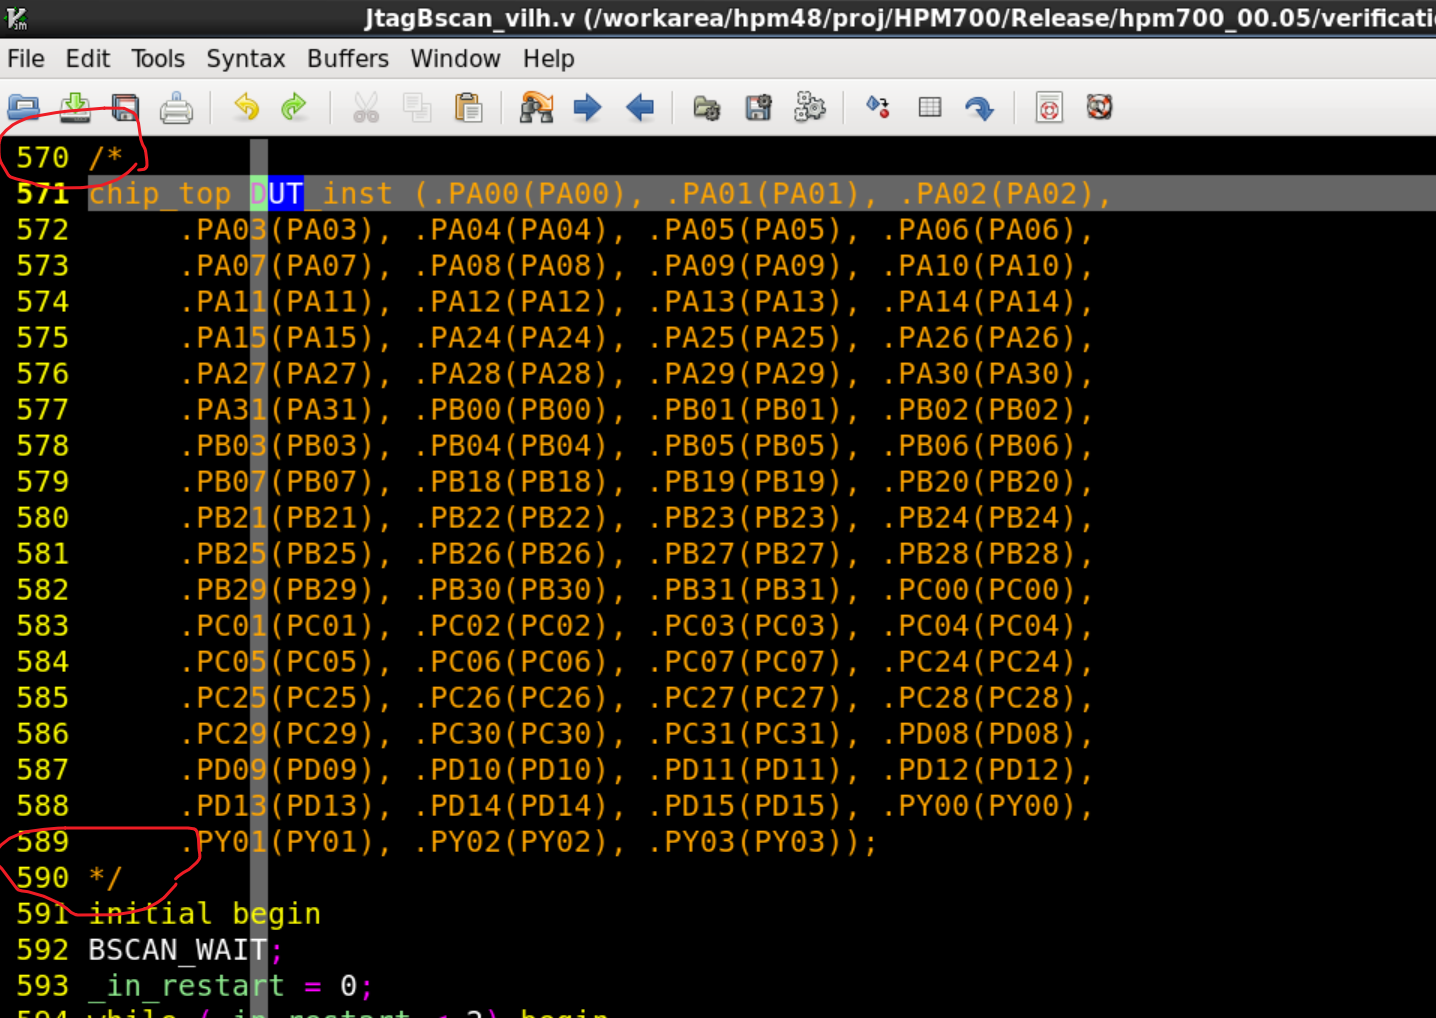 JtagBscan_vilh.v (/workarea/hpm48/proj/HPM700/Release/hpm700_00.05/verificati
File Edit Tools Syntax Buffers Window Help
570 /*
571 chip_top DUT_inst (.PA00(PA00), .PA01(PA01), .PA02(PA02),
572 .PA03(PA03), .PA04(PA04), .PA05(PA05), .PA06(PA06),
573 .PA07(PA07), .PA08(PA08), .PA09(PA09), .PA10(PA10),
574 .PA11(PA11), .PA12(PA12), .PA13(PA13), .PA14(PA14),
575 .PA15(PA15), .PA24(PA24), .PA25(PA25), .PA26(PA26),
576 .PA27(PA27), .PA28(PA28), .PA29(PA29), .PA30(PA30),
577 .PA31(PA31), .PB00(PB00), .PB01(PB01), .PB02(PB02),
578 .PB03(PB03), .PB04(PB04), .PB05(PB05), .PB06(PB06),
579 .PB07(PB07), .PB18(PB18), .PB19(PB19), .PB20(PB20),
580 .PB21(PB21), .PB22(PB22), .PB23(PB23), .PB24(PB24),
581 .PB25(PB25), .PB26(PB26), .PB27(PB27), .PB28(PB28),
582 .PB29(PB29), .PB30(PB30), .PB31(PB31), .PC00(PC00),
583 .PC01(PC01), .PC02(PC02), .PC03(PC03), .PC04(PC04),
584 .PC05(PC05), .PC06(PC06), .PC07(PC07), .PC24(PC24),
585 .PC25(PC25), .PC26(PC26), .PC27(PC27), .PC28(PC28),
586 .PC29(PC29), .PC30(PC30), .PC31(PC31), .PD08(PD08),
587 .PD09(PD09), .PD10(PD10), .PD11(PD11), .PD12(PD12),
588 .PD13(PD13), .PD14(PD14), .PD15(PD15), .PY00(PY00),
589 .PY01(PY01), .PY02(PY02), .PY03(PY03));
590 */
591 initial begin
592 BSCAN_WAIT;
593 _in_restart = 0;